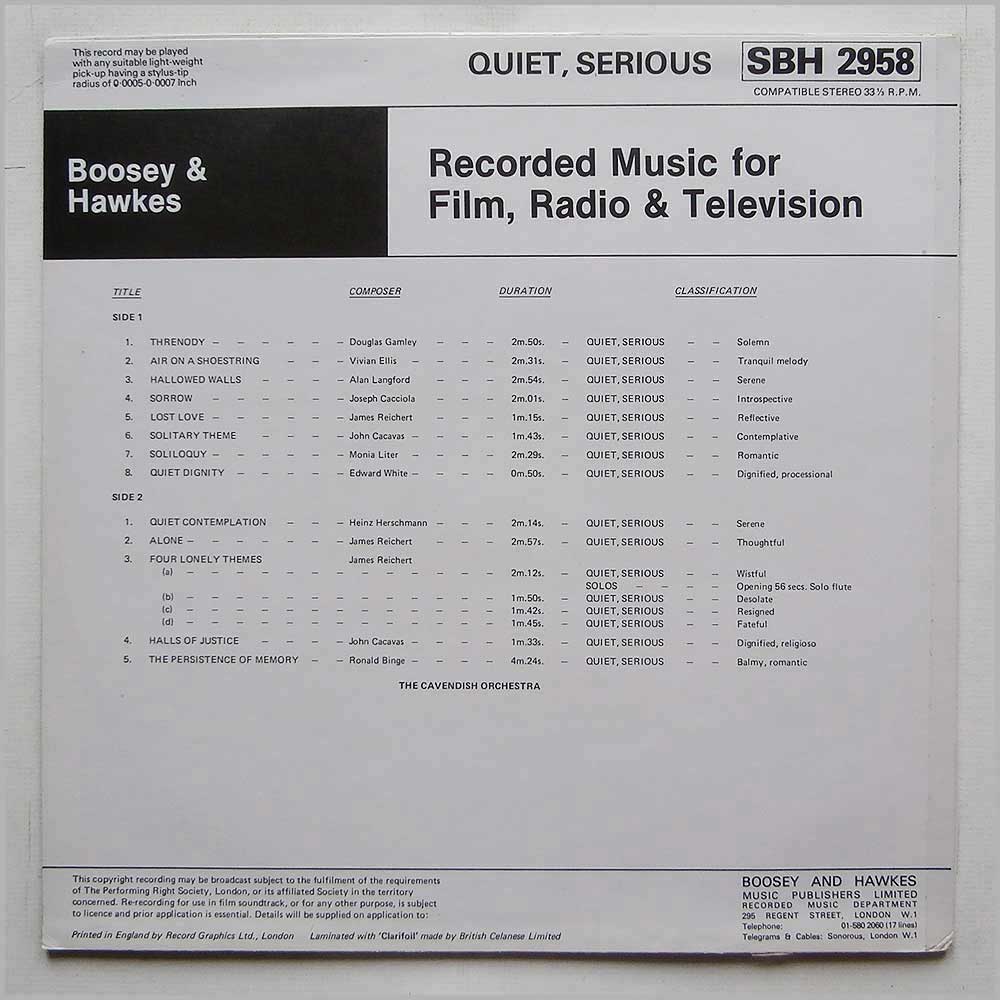 This record may be played
with any suitable light-weight
pick-up having a stylus-tip
radius of 0·0005-0·0007 inch
QUIET, SERIOUS
SBH 2958
COMPATIBLE STEREO 33⅓ R.P.M.
Boosey &
Hawkes
Recorded Music for
Film, Radio & Television
TITLE COMPOSER DURATION CLASSIFICATION
SIDE 1
1. THRENODY – – – – – – – Douglas Gamley – – – 2m.50s. – QUIET, SERIOUS – – Solemn
2. AIR ON A SHOESTRING – – – Vivian Ellis – – – – 2m.31s. – QUIET, SERIOUS – – Tranquil melody
3. HALLOWED WALLS – – – – Alan Langford – – – 2m.54s. – QUIET, SERIOUS – – Serene
4. SORROW – – – – – – Joseph Cacciola – – – 2m.01s. – QUIET, SERIOUS – – Introspective
5. LOST LOVE – – – – – – James Reichert – – – 1m.15s. – QUIET, SERIOUS – – Reflective
6. SOLITARY THEME – – – – John Cacavas – – – – 1m.43s. – QUIET, SERIOUS – – Contemplative
7. SOLILOQUY – – – – – – Monia Liter – – – – 2m.29s. – QUIET, SERIOUS – – Romantic
8. QUIET DIGNITY – – – – – Edward White – – – – 0m.50s. – QUIET, SERIOUS – – Dignified, processional
SIDE 2
1. QUIET CONTEMPLATION – – – Heinz Herschmann – – – 2m.14s. – QUIET, SERIOUS – – Serene
2. ALONE – – – – – – – James Reichert – – – 2m.57s. – QUIET, SERIOUS – – Thoughtful
3. FOUR LONELY THEMES James Reichert
(a) – – – – – – – – – – – – – 2m.12s. – QUIET, SERIOUS – – Wistful
SOLOS – – – – Opening 56 secs. Solo flute
(b) – – – – – – – – – – – – – 1m.50s. – QUIET, SERIOUS – – Desolate
(c) – – – – – – – – – – – – – 1m.42s. – QUIET, SERIOUS – – Resigned
(d) – – – – – – – – – – – – – 1m.45s. – QUIET, SERIOUS – – Fateful
4. HALLS OF JUSTICE – – – – John Cacavas – – – – 1m.33s. – QUIET, SERIOUS – – Dignified, religioso
5. THE PERSISTENCE OF MEMORY – – Ronald Binge – – – – 4m.24s. – QUIET, SERIOUS – – Balmy, romantic
THE CAVENDISH ORCHESTRA
This copyright recording may be broadcast subject to the fulfilment of the requirements
of The Performing Right Society, London, or its affiliated Society in the territory
concerned. Re-recording for use in film soundtrack, or for any other purpose, is subject
to licence and prior application is essential. Details will be supplied on application to:
Printed in England by Record Graphics Ltd., London Laminated with 'Clarifoil' made by British Celanese Limited
BOOSEY AND HAWKES
MUSIC PUBLISHERS LIMITED
RECORDED MUSIC DEPARTMENT
295 REGENT STREET, LONDON W.1
Telephone: 01-580 2060 (17 lines)
Telegrams & Cables: Sonorous, London W.1